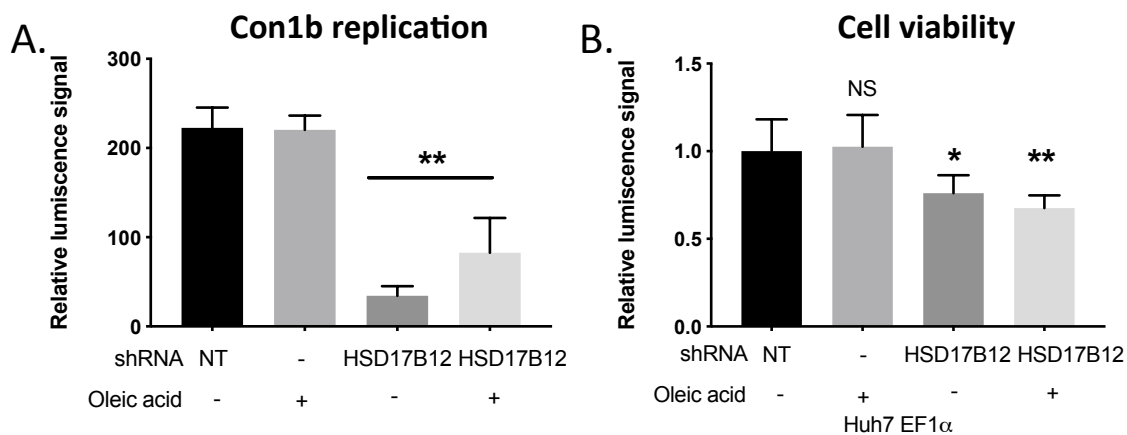 A.
Con1b replication
Relative lumiscence signal
300
200
100
0
**
shRNA NT - HSD17B12 HSD17B12
Oleic acid - + - +
B.
Cell viability
Relative lumiscence signal
1.5
1.0
0.5
0.0
NS
*
**
shRNA NT - HSD17B12 HSD17B12
Oleic acid - + - +
Huh7 EF1α